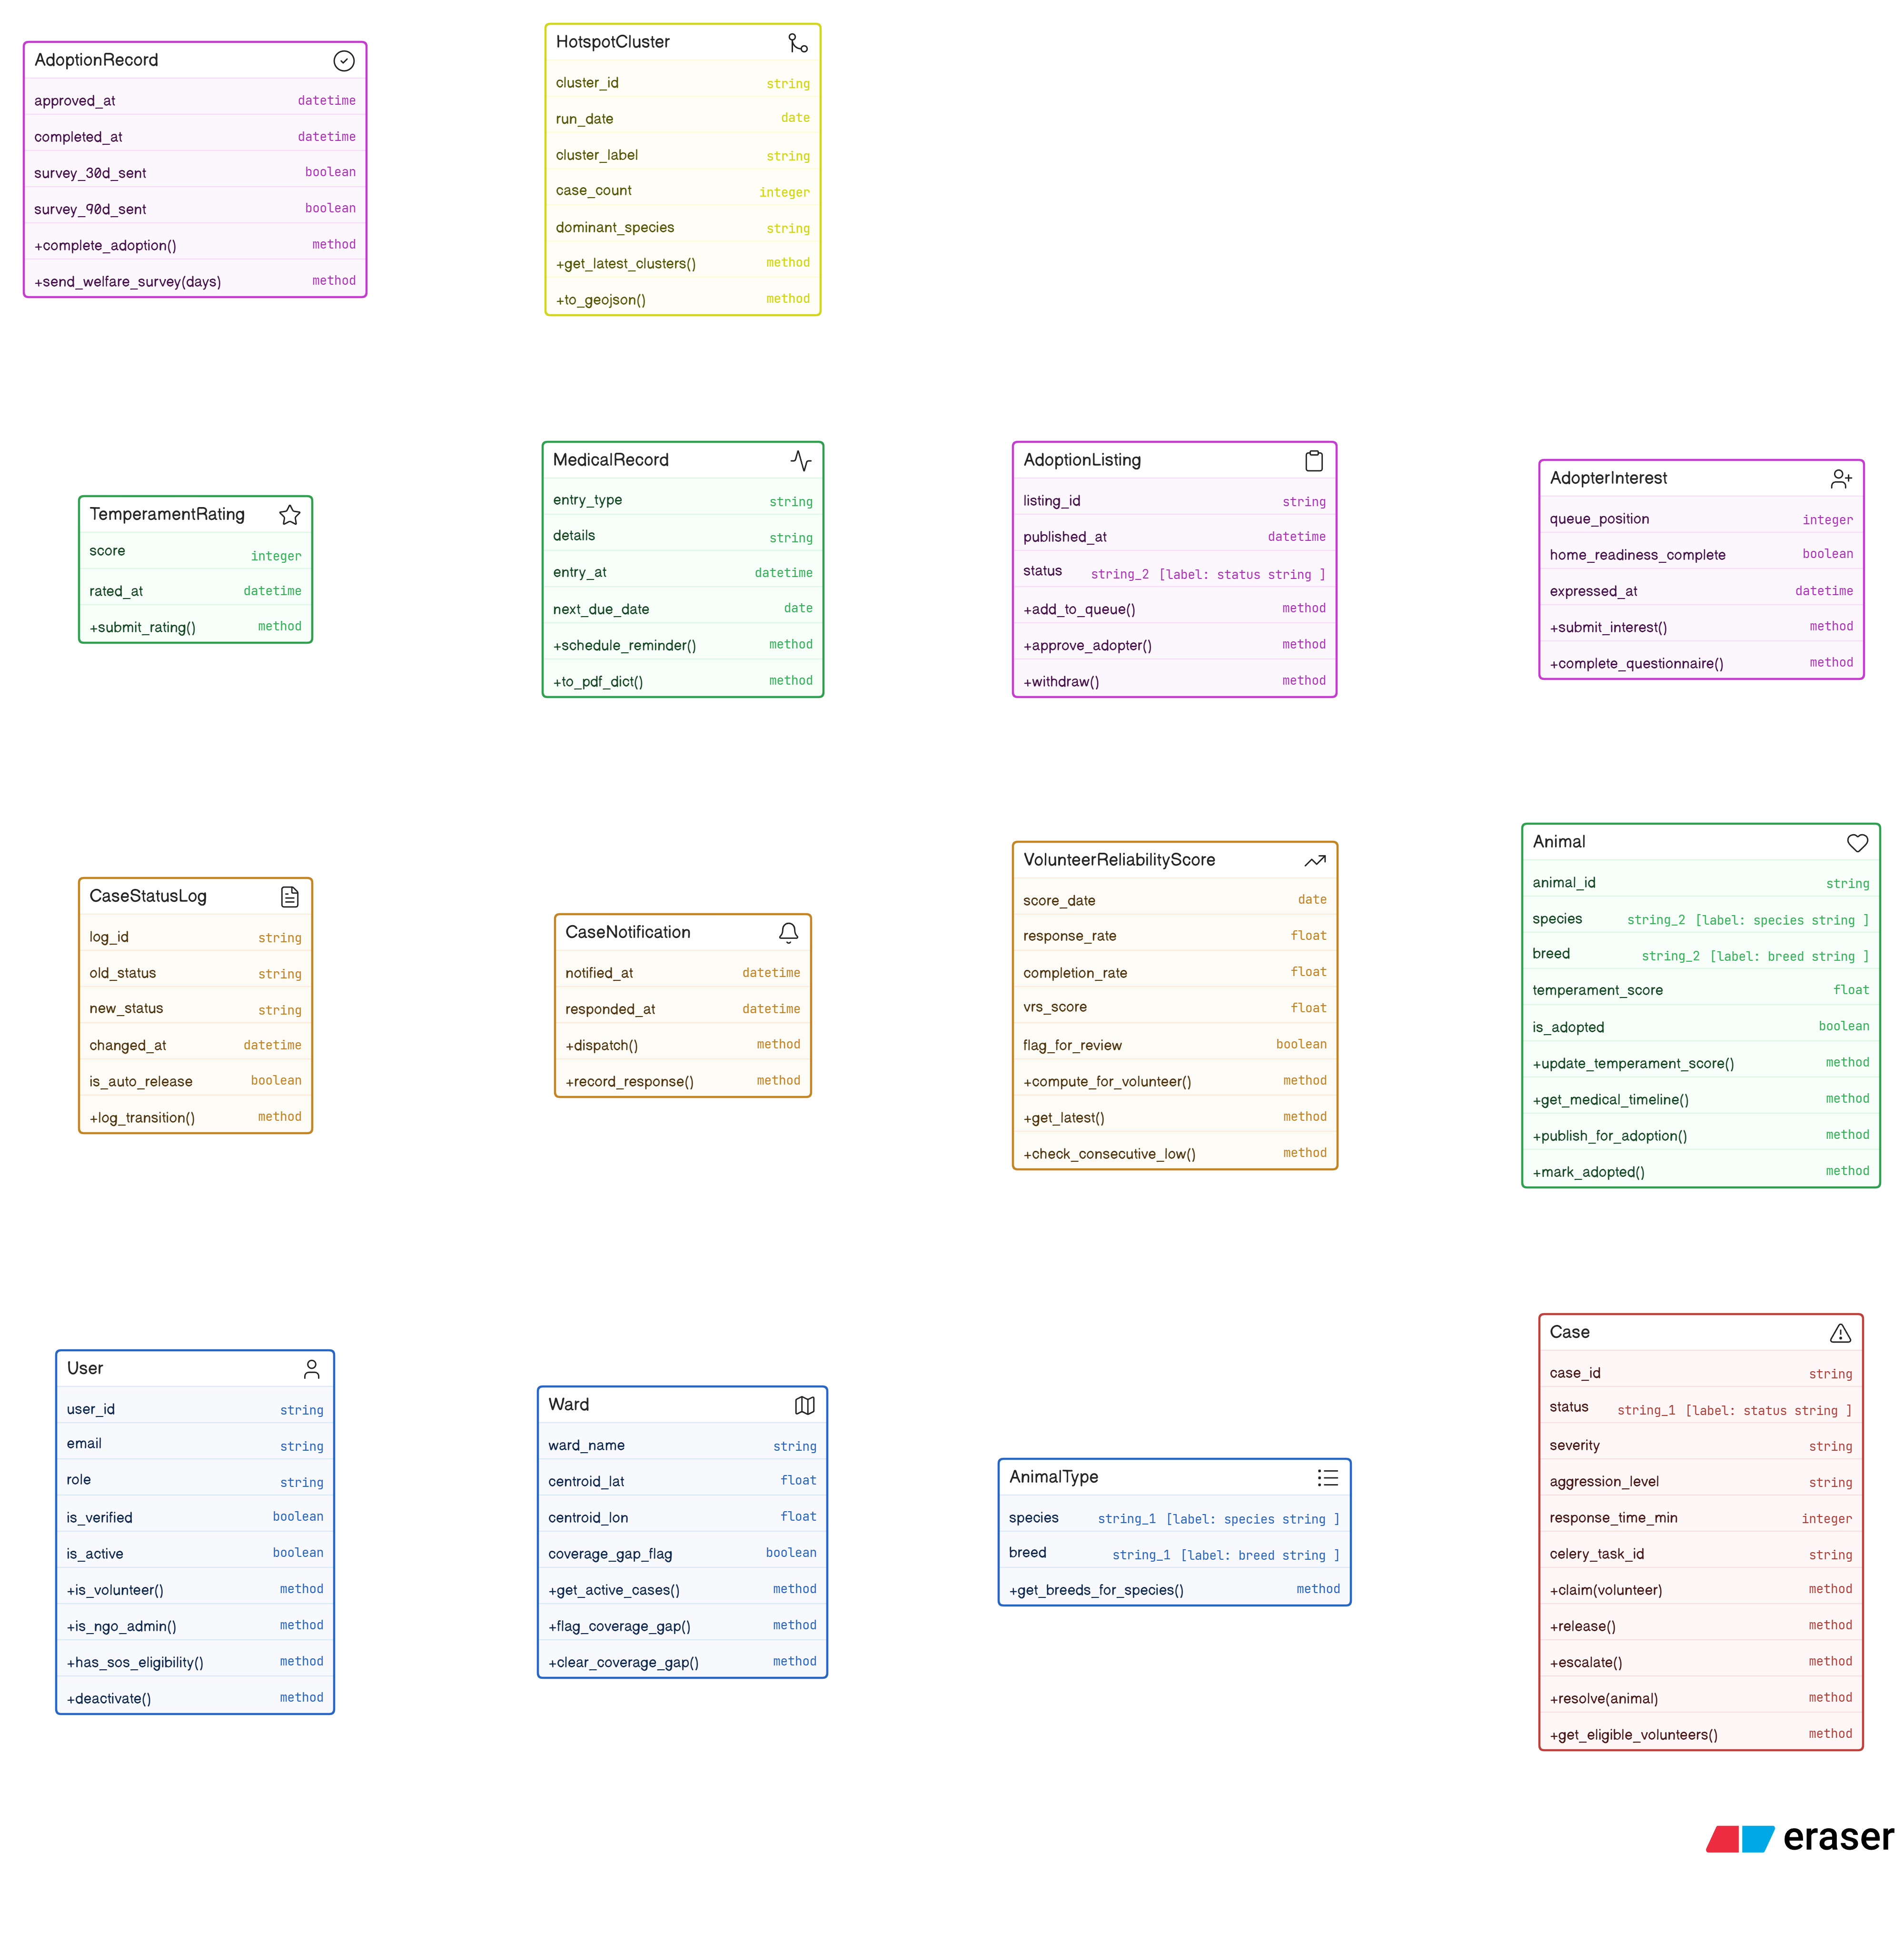 AdoptionRecord
approved_at datetime
completed_at datetime
survey_30d_sent boolean
survey_90d_sent boolean
+complete_adoption() method
+send_welfare_survey(days) method
HotspotCluster
cluster_id string
run_date date
cluster_label string
case_count integer
dominant_species string
+get_latest_clusters() method
+to_geojson() method
TemperamentRating
score integer
rated_at datetime
+submit_rating() method
MedicalRecord
entry_type string
details string
entry_at datetime
next_due_date date
+schedule_reminder() method
+to_pdf_dict() method
AdoptionListing
listing_id string
published_at datetime
status string_2 [label: status string ]
+add_to_queue() method
+approve_adopter() method
+withdraw() method
AdopterInterest
queue_position integer
home_readiness_complete boolean
expressed_at datetime
+submit_interest() method
+complete_questionnaire() method
CaseStatusLog
log_id string
old_status string
new_status string
changed_at datetime
is_auto_release boolean
+log_transition() method
CaseNotification
notified_at datetime
responded_at datetime
+dispatch() method
+record_response() method
VolunteerReliabilityScore
score_date date
response_rate float
completion_rate float
vrs_score float
flag_for_review boolean
+compute_for_volunteer() method
+get_latest() method
+check_consecutive_low() method
Animal
animal_id string
species string_2 [label: species string ]
breed string_2 [label: breed string ]
temperament_score float
is_adopted boolean
+update_temperament_score() method
+get_medical_timeline() method
+publish_for_adoption() method
+mark_adopted() method
User
user_id string
email string
role string
is_verified boolean
is_active boolean
+is_volunteer() method
+is_ngo_admin() method
+has_sos_eligibility() method
+deactivate() method
Ward
ward_name string
centroid_lat float
centroid_lon float
coverage_gap_flag boolean
+get_active_cases() method
+flag_coverage_gap() method
+clear_coverage_gap() method
AnimalType
species string_1 [label: species string ]
breed string_1 [label: breed string ]
+get_breeds_for_species() method
Case
case_id string
status string_1 [label: status string ]
severity string
aggression_level string
response_time_min integer
celery_task_id string
+claim(volunteer) method
+release() method
+escalate() method
+resolve(animal) method
+get_eligible_volunteers() method
eraser